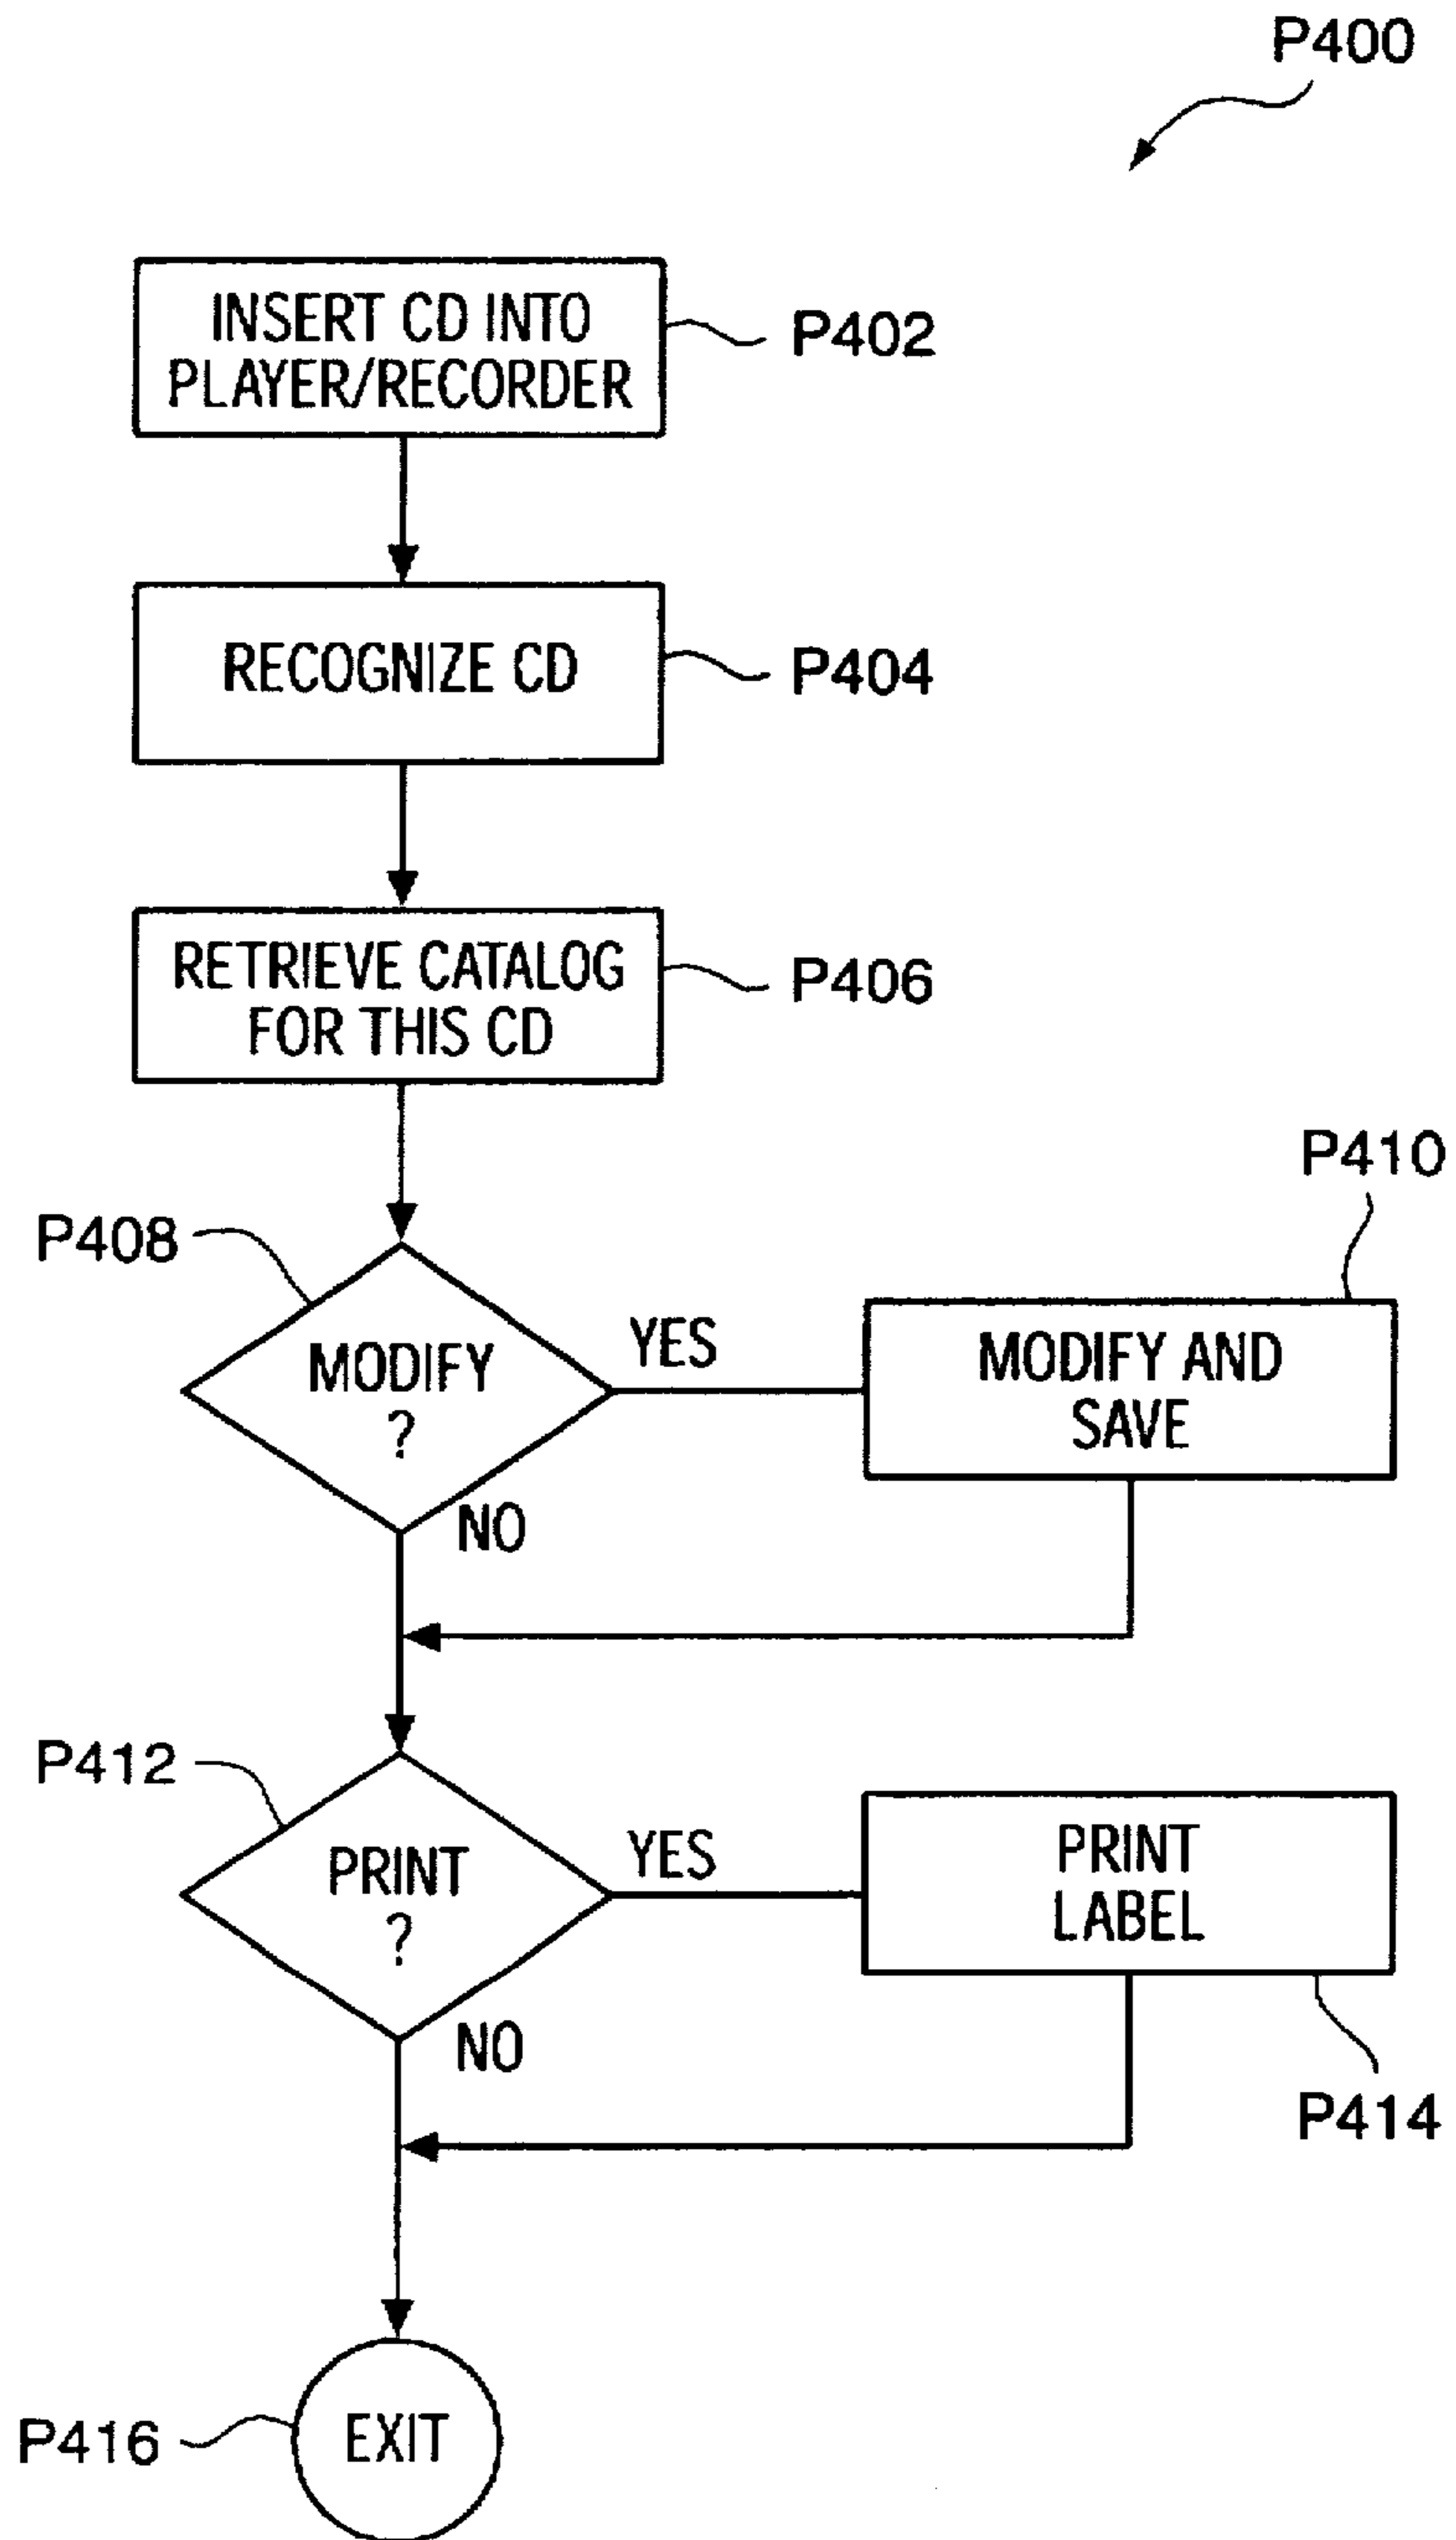 P400
INSERT CD INTO
PLAYER/RECORDER
P402
RECOGNIZE CD
P404
RETRIEVE CATALOG
FOR THIS CD
P406
P408
MODIFY
?
YES
NO
P410
MODIFY AND
SAVE
P412
PRINT
?
YES
NO
PRINT
LABEL
P414
P416
EXIT